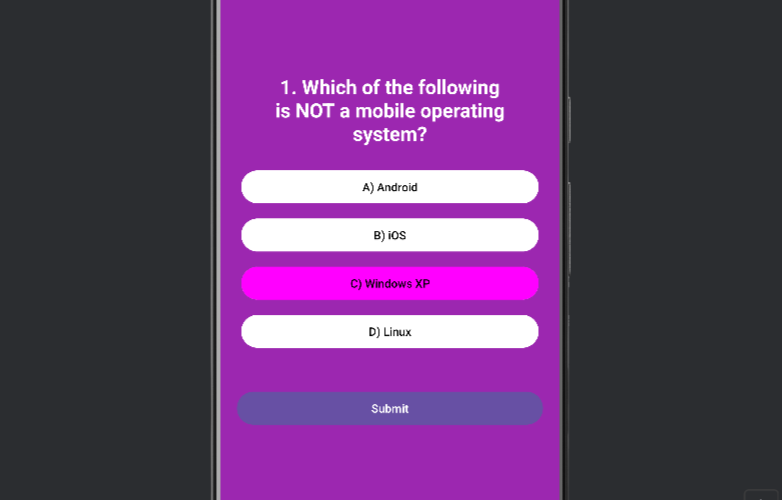 1. Which of the following
is NOT a mobile operating
system?
A) Android
B) iOS
C) Windows XP
D) Linux
Submit